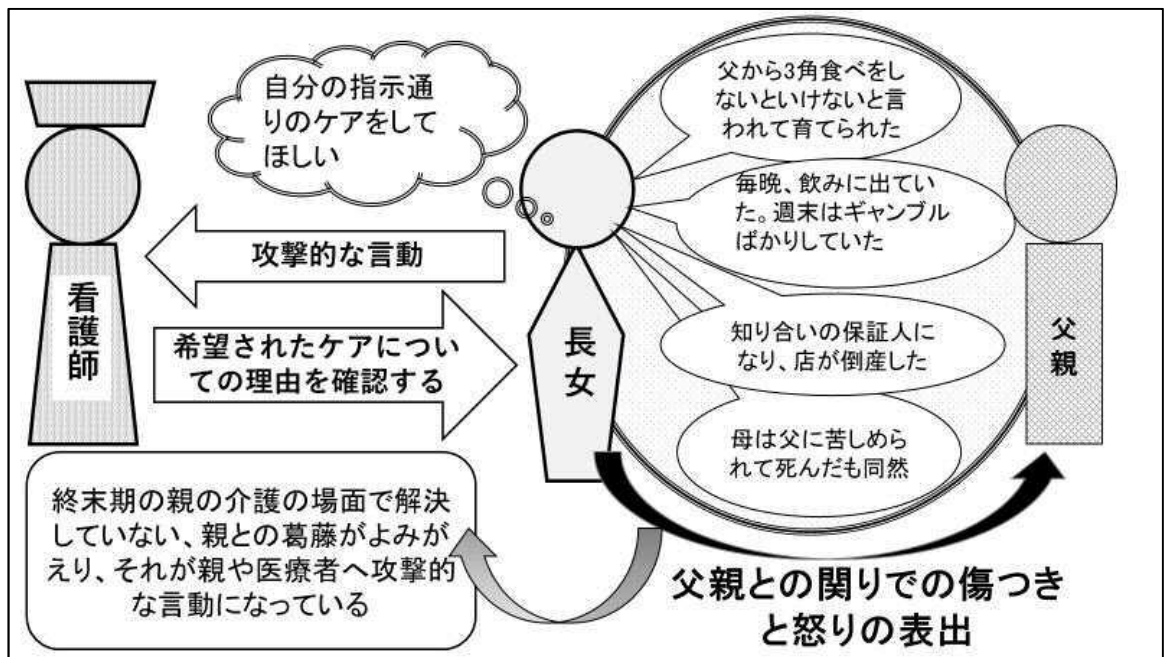 自分の指示通
りのケアをして
ほしい
父から3角食べをし
ないといけないと言
われて育てられた
毎晩、飲みに出てい
た。週末はギャンブル
ばかりしていた
知り合いの保証人に
なり、店が倒産した
母は父に苦しめら
れて死んだも同然
攻撃的な言動
希望されたケアについ
ての理由を確認する
看護師
長女
父親
終末期の親の介護の場面で解決
していない、親との葛藤がよみが
えり、それが親や医療者へ攻撃的
な言動になっている
父親との関りでの傷つき
と怒りの表出